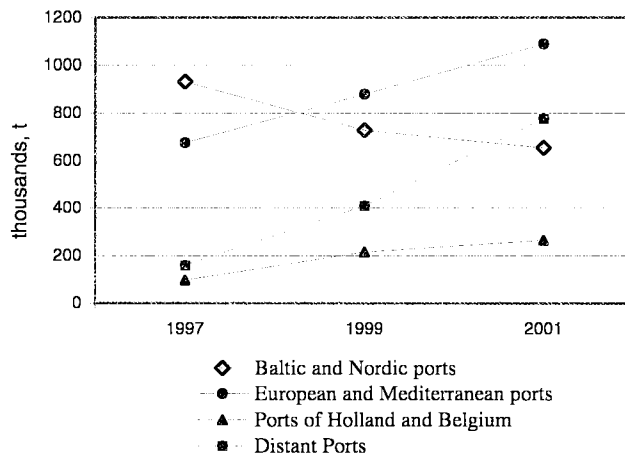 1200
1000
800
600
400
200
0
thousands, t
1997 1999 2001
Baltic and Nordic ports
European and Mediterranean ports
Ports of Holland and Belgium
Distant Ports